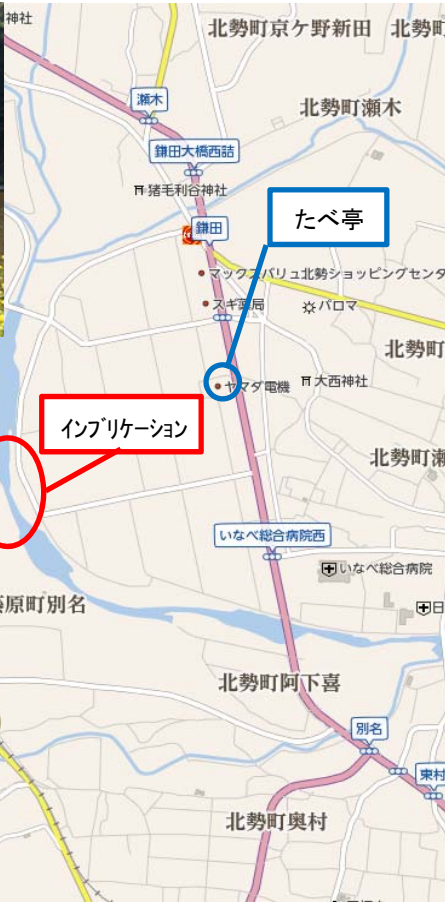 神社
北勢町京ケ野新田
北勢町
瀬木
北勢町瀬木
鎌田大橋西詰
猪毛利谷神社
たべ亭
鎌田
マックスバリュ北勢ショッピングセンタ
スギ薬局
パロマ
北勢町
ヤマダ電機
大西神社
インブリケーション
北勢町瀬
いなべ総合病院西
いなべ総合病院
日
原町別名
北勢町阿下喜
別名
東村
北勢町奥村